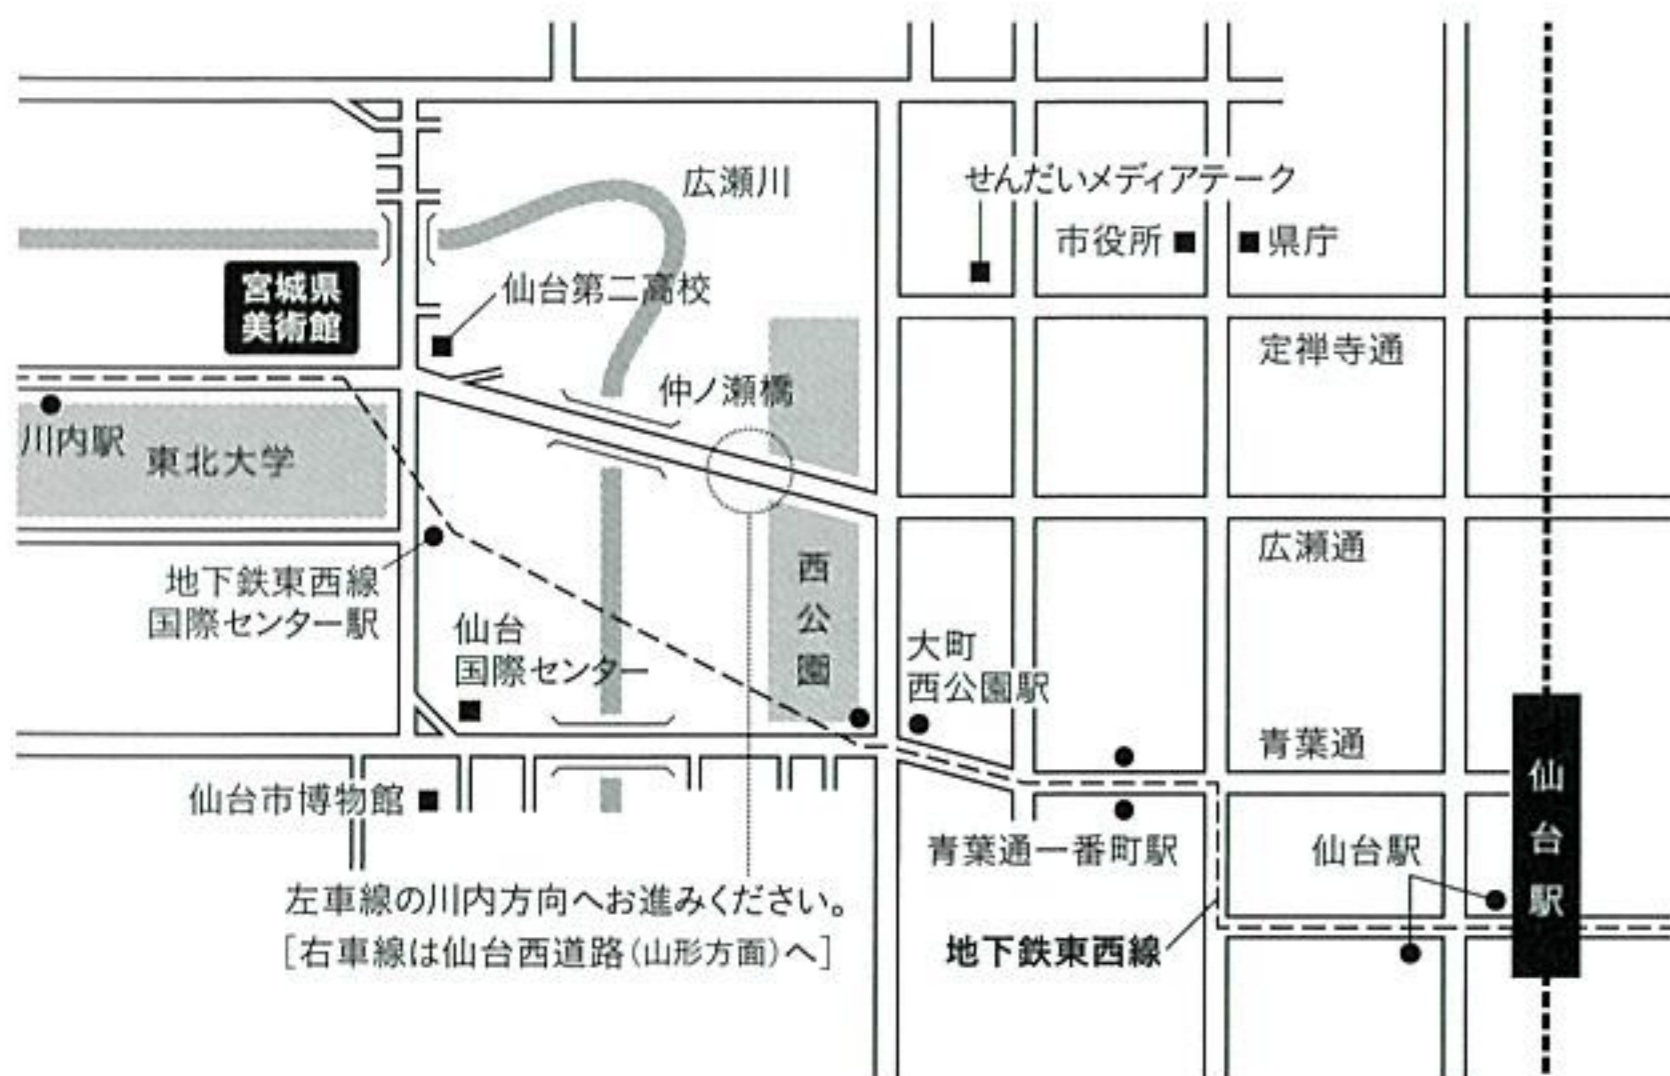 広瀬川
せんだいメディアテーク
市役所
県庁
宮城県
美術館
仙台第二高校
定禅寺通
仲ノ瀬橋
川内駅
東北大学
広瀬通
地下鉄東西線
国際センター駅
西公園
仙台
国際センター
大町
西公園駅
青葉通
仙台市博物館
青葉通一番町駅
仙台駅
仙台駅
左車線の川内方向へお進みください。
[右車線は仙台西道路(山形方面)へ]
地下鉄東西線